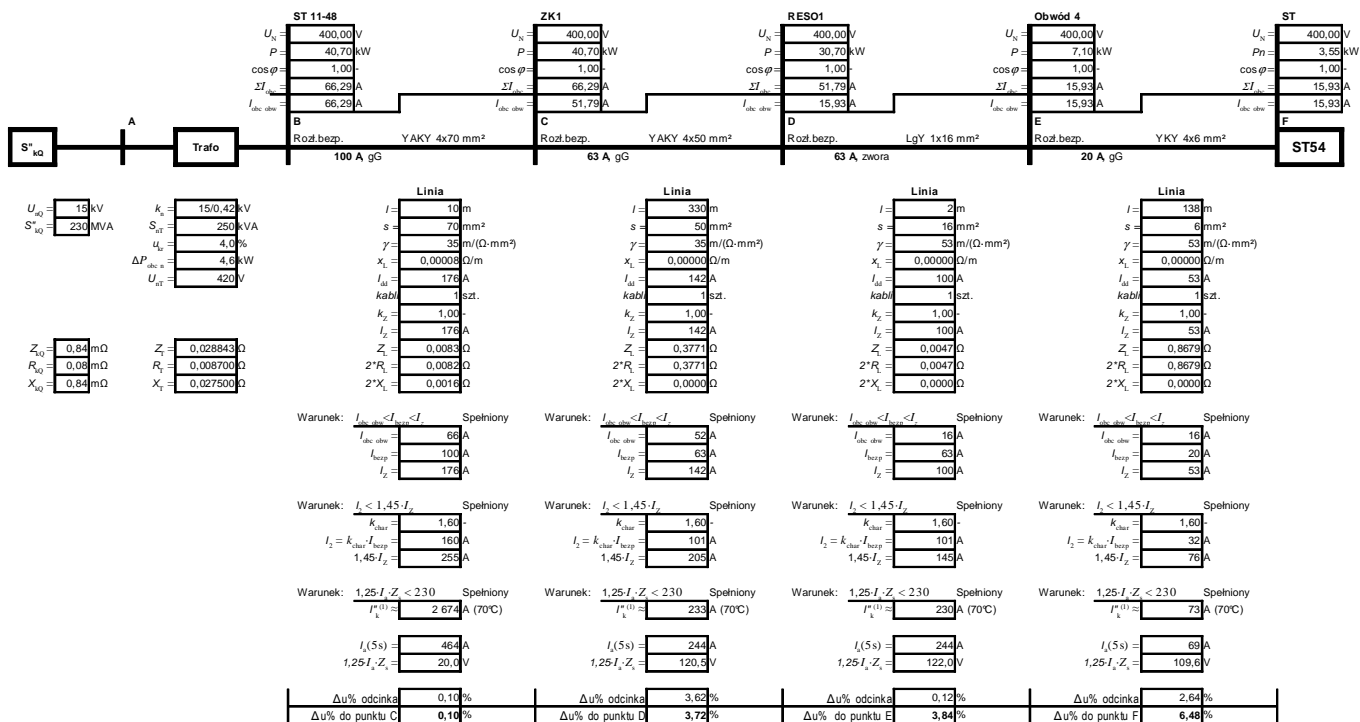 ST 11-48 ZK1 RESO1 Obwód 4 ST
U_N = 400,00 V U_N = 400,00 V U_N = 400,00 V U_N = 400,00 V U_N = 400,00 V
P = 40,70 kW P = 40,70 kW P = 30,70 kW P = 7,10 kW Pn = 3,55 kW
cosφ = 1,00 - cosφ = 1,00 - cosφ = 1,00 - cosφ = 1,00 - cosφ = 1,00 -
ΣI_obc = 66,29 A ΣI_obc = 66,29 A ΣI_obc = 51,79 A ΣI_obc = 15,93 A ΣI_obc = 15,93 A
I_obc obw = 66,29 A I_obc obw = 51,79 A I_obc obw = 15,93 A I_obc obw = 15,93 A I_obc obw = 15,93 A
A B C D E F
S"_kQ Trafo Rozł.bezp. YAKY 4x70 mm² Rozł.bezp. YAKY 4x50 mm² Rozł.bezp. LgY 1x16 mm² Rozł.bezp. YKY 4x6 mm² ST54
100 A, gG 63 A, gG 63 A, zwora 20 A, gG
Linia Linia Linia Linia
U_nQ = 15 kV k_n = 15/0,42 kV l = 10 m l = 330 m l = 2 m l = 138 m
S"_kQ = 230 MVA S_nT = 250 kVA s = 70 mm² s = 50 mm² s = 16 mm² s = 6 mm²
u_kr = 4,0 % γ = 35 m/(Ω·mm²) γ = 35 m/(Ω·mm²) γ = 53 m/(Ω·mm²) γ = 53 m/(Ω·mm²)
ΔP_obc n = 4,6 kW x_L = 0,00008 Ω/m x_L = 0,00000 Ω/m x_L = 0,00000 Ω/m x_L = 0,00000 Ω/m
U_nT = 420 V I_dd = 176 A I_dd = 142 A I_dd = 100 A I_dd = 53 A
kabli 1 szt. kabli 1 szt. kabli 1 szt. kabli 1 szt.
k_Z = 1,00 - k_Z = 1,00 - k_Z = 1,00 - k_Z = 1,00 -
I_Z = 176 A I_Z = 142 A I_Z = 100 A I_Z = 53 A
Z_kQ = 0,84 mΩ Z_T = 0,028843 Ω Z_L = 0,0083 Ω Z_L = 0,3771 Ω Z_L = 0,0047 Ω Z_L = 0,8679 Ω
R_kQ = 0,08 mΩ R_T = 0,008700 Ω 2*R_L = 0,0082 Ω 2*R_L = 0,3771 Ω 2*R_L = 0,0047 Ω 2*R_L = 0,8679 Ω
X_kQ = 0,84 mΩ X_T = 0,027500 Ω 2*X_L = 0,0016 Ω 2*X_L = 0,0000 Ω 2*X_L = 0,0000 Ω 2*X_L = 0,0000 Ω
Warunek: I_obc obw<I_bezp<I_z Spełniony Warunek: I_obc obw<I_bezp<I_z Spełniony Warunek: I_obc obw<I_bezp<I_z Spełniony Warunek: I_obc obw<I_bezp<I_z Spełniony
I_obc obw = 66 A I_obc obw = 52 A I_obc obw = 16 A I_obc obw = 16 A
I_bezp = 100 A I_bezp = 63 A I_bezp = 63 A I_bezp = 20 A
I_Z = 176 A I_Z = 142 A I_Z = 100 A I_Z = 53 A
Warunek: I_2 < 1,45·I_Z Spełniony Warunek: I_2 < 1,45·I_Z Spełniony Warunek: I_2 < 1,45·I_Z Spełniony Warunek: I_2 < 1,45·I_Z Spełniony
k_char = 1,60 - k_char = 1,60 - k_char = 1,60 - k_char = 1,60 -
I_2 = k_char·I_bezp = 160 A I_2 = k_char·I_bezp = 101 A I_2 = k_char·I_bezp = 101 A I_2 = k_char·I_bezp = 32 A
1,45·I_Z = 255 A 1,45·I_Z = 205 A 1,45·I_Z = 145 A 1,45·I_Z = 76 A
Warunek: 1,25·I_a·Z_s < 230 Spełniony Warunek: 1,25·I_a·Z_s < 230 Spełniony Warunek: 1,25·I_a·Z_s < 230 Spełniony Warunek: 1,25·I_a·Z_s < 230 Spełniony
I"_k^(1) ≈ 2 674 A (70°C) I"_k^(1) ≈ 233 A (70°C) I"_k^(1) ≈ 230 A (70°C) I"_k^(1) ≈ 73 A (70°C)
I_a(5s) = 464 A I_a(5s) = 244 A I_a(5s) = 244 A I_a(5s) = 69 A
1,25·I_a·Z_s = 20,0 V 1,25·I_a·Z_s = 120,5 V 1,25·I_a·Z_s = 122,0 V 1,25·I_a·Z_s = 109,6 V
Δu% odcinka 0,10 % Δu% odcinka 3,62 % Δu% odcinka 0,12 % Δu% odcinka 2,64 %
Δu% do punktu C 0,10 % Δu% do punktu D 3,72 % Δu% do punktu E 3,84 % Δu% do punktu F 6,48 %